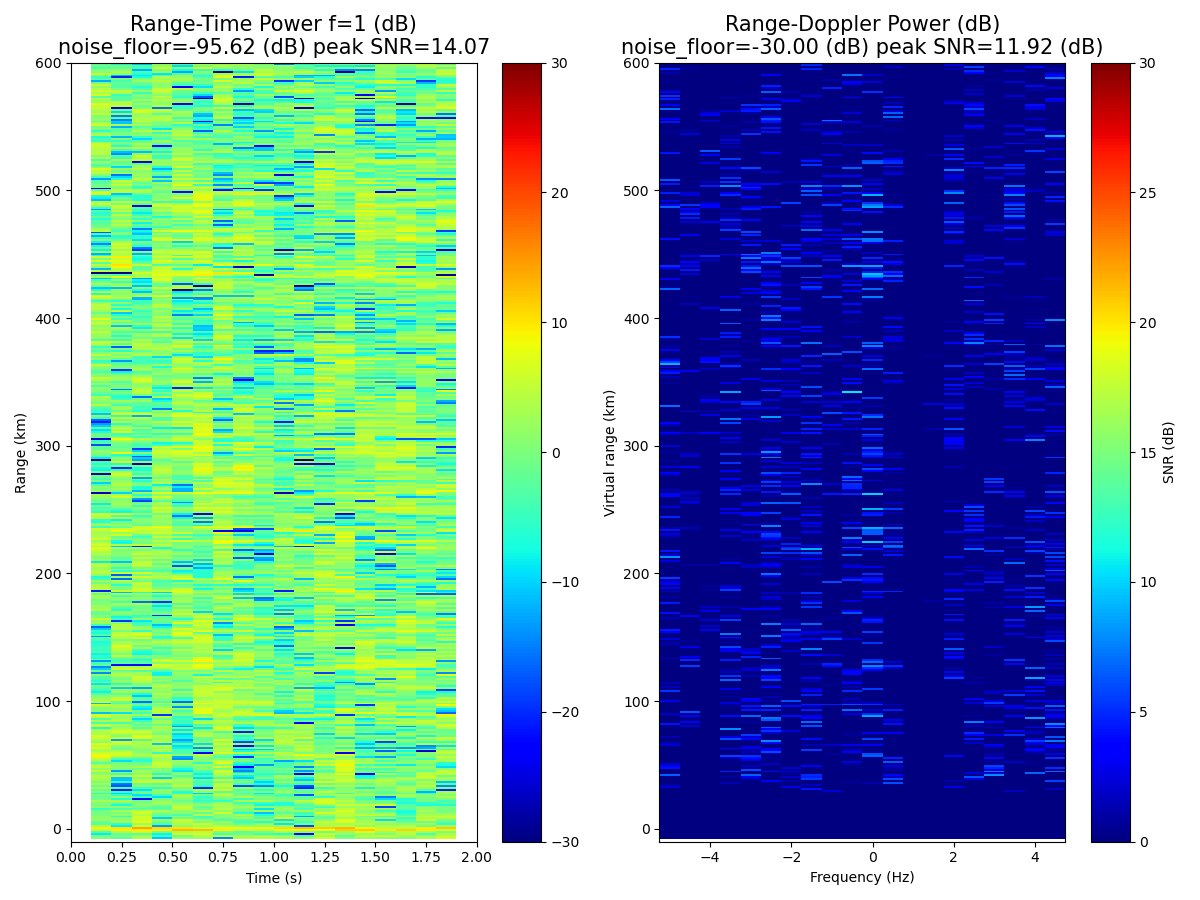 Range-Time Power f=1 (dB)
noise_floor=-95.62 (dB) peak SNR=14.07
Range-Doppler Power (dB)
noise_floor=-30.00 (dB) peak SNR=11.92 (dB)
600
500
400
300
200
100
0
Range (km)
0.00 0.25 0.50 0.75 1.00 1.25 1.50 1.75 2.00
Time (s)
30
20
10
0
−10
−20
−30
600
500
400
300
200
100
0
Virtual range (km)
−4 −2 0 2 4
Frequency (Hz)
30
25
20
15
10
5
0
SNR (dB)